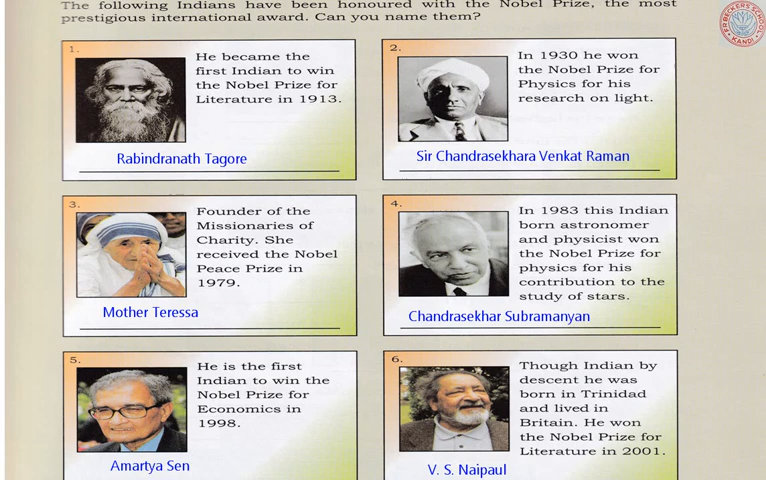 The following Indians have been honoured with the Nobel Prize, the most
prestigious international award. Can you name them?
1.
He became the
first Indian to win
the Nobel Prize for
Literature in 1913.
Rabindranath Tagore
2.
In 1930 he won
the Nobel Prize for
Physics for his
research on light.
Sir Chandrasekhara Venkat Raman
3.
Founder of the
Missionaries of
Charity. She
received the Nobel
Peace Prize in
1979.
Mother Teressa
4.
In 1983 this Indian
born astronomer
and physicist won
the Nobel Prize for
physics for his
contribution to the
study of stars.
Chandrasekhar Subramanyan
5.
He is the first
Indian to win the
Nobel Prize for
Economics in
1998.
Amartya Sen
6.
Though Indian by
descent he was
born in Trinidad
and lived in
Britain. He won
the Nobel Prize for
Literature in 2001.
V. S. Naipaul
KANDI